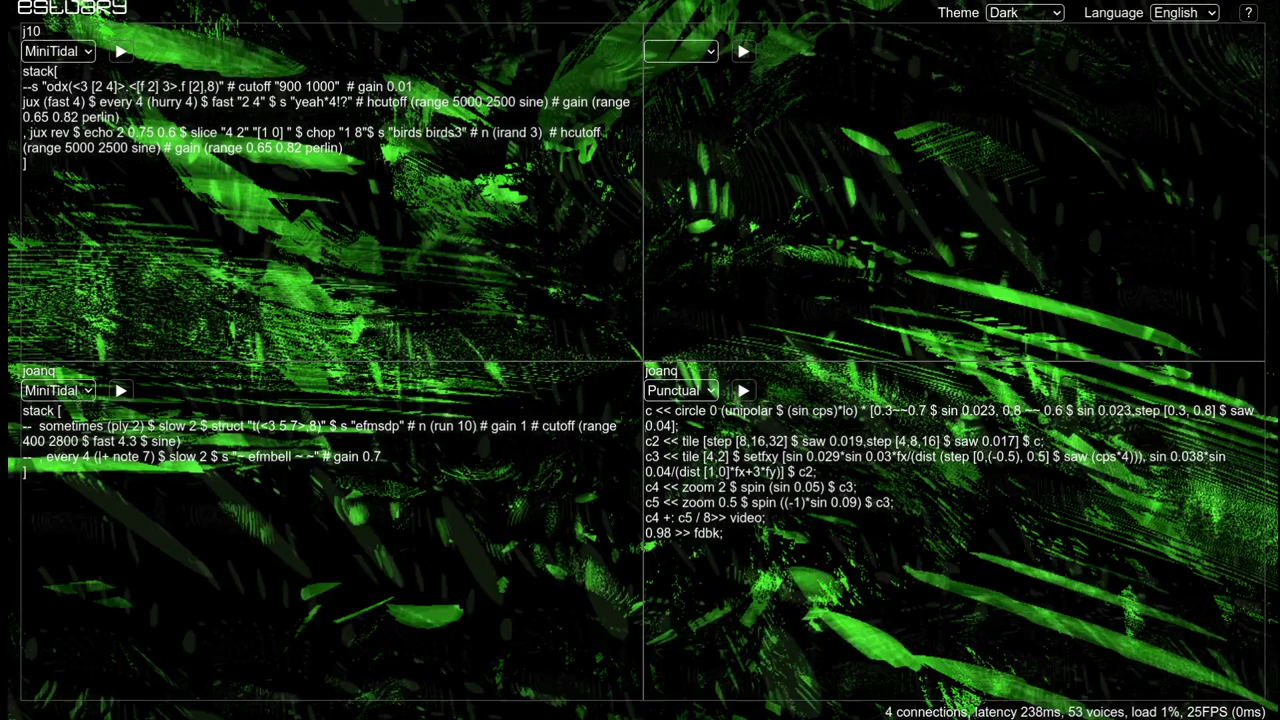 estuary
Theme Dark Language English ?
j10
MiniTidal
stack[
--s "odx(<3 [2 4]>.<[f 2] 3>.f [2],8)" # cutoff "900 1000"  # gain 0.01
jux (fast 4) $ every 4 (hurry 4) $ fast "2 4" $ s "yeah*4!?" # hcutoff (range 5000 2500 sine) # gain (range
0.65 0.82 perlin)
, jux rev $ echo 2 0.75 0.6 $ slice "4 2" "[1 0] " $ chop "1 8"$ s "birds birds3" # n (irand 3)  # hcutoff
(range 5000 2500 sine) # gain (range 0.65 0.82 perlin)
]
joanq
MiniTidal
stack [
--  sometimes (ply 2) $ slow 2 $ struct "t(<3 5 7>,8)" $ s "efmsdp" # n (run 10) # gain 1 # cutoff (range
400 2800 $ fast 4.3 $ sine)
--    every 4 (|+ note 7) $ slow 2 $ s "~ efmbell ~ ~" # gain 0.7
]
joanq
Punctual
c << circle 0 (unipolar $ (sin cps)*lo) * [0.3~~0.7 $ sin 0.023, 0.8 ~~ 0.6 $ sin 0.023,step [0.3, 0.8] $ saw
0.04];
c2 << tile [step [8,16,32] $ saw 0.019,step [4,8,16] $ saw 0.017] $ c;
c3 << tile [4,2] $ setfxy [sin 0.029*sin 0.03*fx/(dist (step [0,(-0.5), 0.5] $ saw (cps*4))), sin 0.038*sin
0.04/(dist [1,0]*fx+3*fy)] $ c2;
c4 << zoom 2 $ spin (sin 0.05) $ c3;
c5 << zoom 0.5 $ spin ((-1)*sin 0.09) $ c3;
c4 +: c5 / 8>> video;
0.98 >> fdbk;
4 connections, latency 238ms, 53 voices, load 1%, 25FPS (0ms)